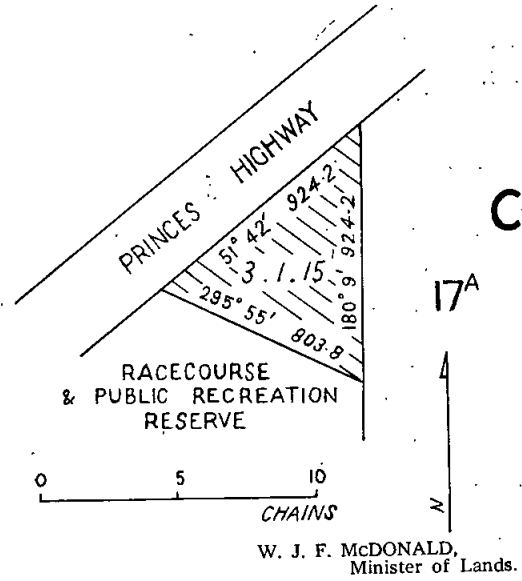 PRINCES HIGHWAY
C
51° 42' 924·2
180° 9' 924·2
3.1.15
295° 55' 803·8
17A
RACECOURSE
& PUBLIC RECREATION
RESERVE
0 5 10
CHAINS
N
W. J. F. McDONALD,
Minister of Lands.